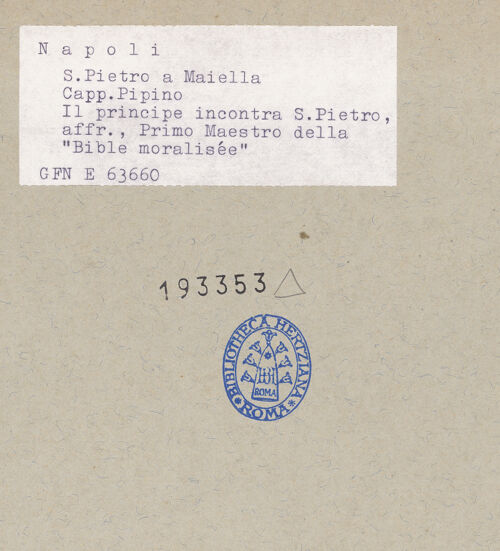 Napoli
S.Pietro a Maiella
Capp.Pipino
Il principe incontra S.Pietro,
affr., Primo Maestro della
"Bible moralisée"
GFN E 63660
193353
BIBLIOTHECA HERTZIANA
ROMA
ROMA